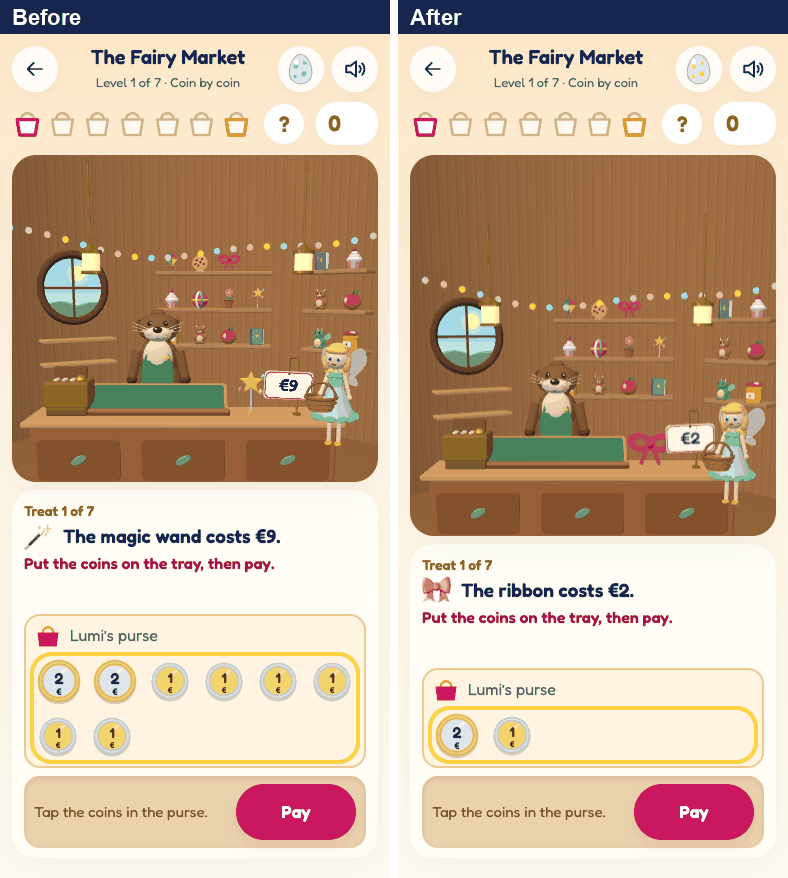 Before
The Fairy Market
Level 1 of 7 · Coin by coin
? 0
€9
Treat 1 of 7
The magic wand costs €9.
Put the coins on the tray, then pay.
Lumi's purse
2 € 2 € 1 € 1 € 1 € 1 €
1 € 1 €
Tap the coins in the purse. Pay
After
The Fairy Market
Level 1 of 7 · Coin by coin
? 0
€2
Treat 1 of 7
The ribbon costs €2.
Put the coins on the tray, then pay.
Lumi's purse
2 € 1 €
Tap the coins in the purse. Pay